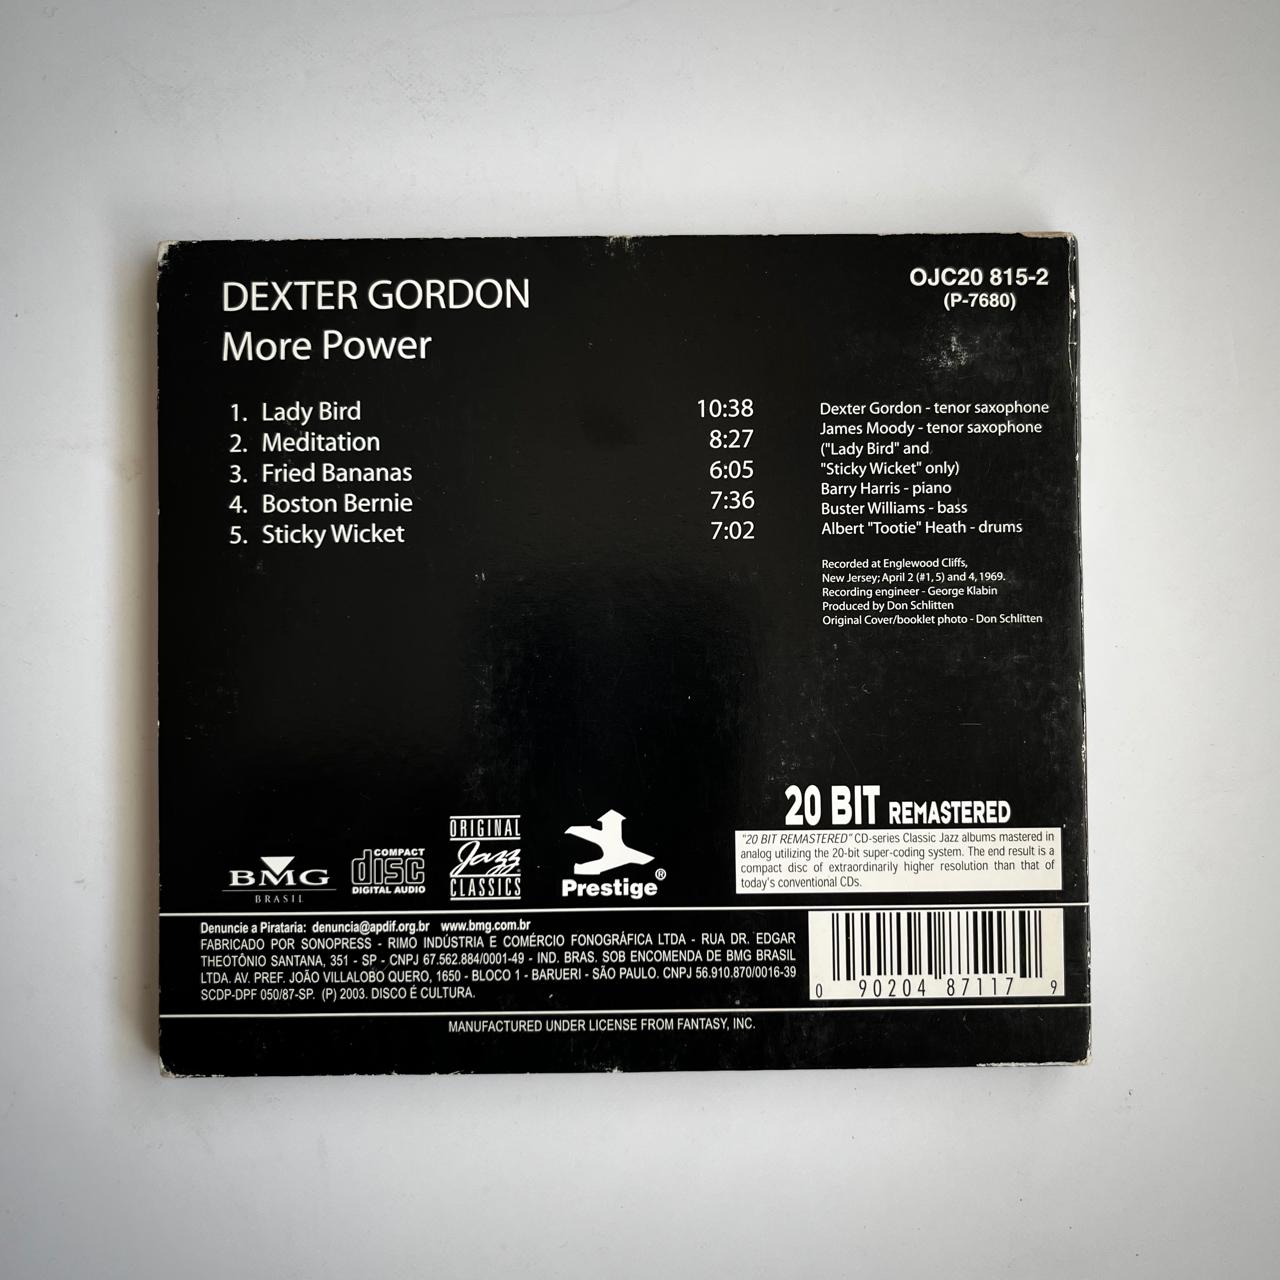 DEXTER GORDON
More Power
OJC20 815-2
(P-7680)
1. Lady Bird 10:38
2. Meditation 8:27
3. Fried Bananas 6:05
4. Boston Bernie 7:36
5. Sticky Wicket 7:02
Dexter Gordon - tenor saxophone
James Moody - tenor saxophone
("Lady Bird" and
"Sticky Wicket" only)
Barry Harris - piano
Buster Williams - bass
Albert "Tootie" Heath - drums
Recorded at Englewood Cliffs,
New Jersey; April 2 (#1, 5) and 4, 1969.
Recording engineer - George Klabin
Produced by Don Schlitten
Original Cover/booklet photo - Don Schlitten
BMG
BRASIL
COMPACT
disc
DIGITAL AUDIO
ORIGINAL
Jazz
CLASSICS
Prestige®
20 BIT REMASTERED
"20 BIT REMASTERED" CD-series Classic Jazz albums mastered in
analog utilizing the 20-bit super-coding system. The end result is a
compact disc of extraordinarily higher resolution than that of
today's conventional CDs.
Denuncie a Pirataria: denuncia@apdif.org.br www.bmg.com.br
FABRICADO POR SONOPRESS - RIMO INDÚSTRIA E COMÉRCIO FONOGRÁFICA LTDA - RUA DR. EDGAR
THEOTÔNIO SANTANA, 351 - SP - CNPJ 67.562.884/0001-49 - IND. BRAS. SOB ENCOMENDA DE BMG BRASIL
LTDA. AV. PREF. JOÃO VILLALOBO QUERO, 1650 - BLOCO 1 - BARUERI - SÃO PAULO. CNPJ 56.910.870/0016-39
SCDP-DPF 050/87-SP. (P) 2003. DISCO É CULTURA.
0 90204 87117 9
MANUFACTURED UNDER LICENSE FROM FANTASY, INC.